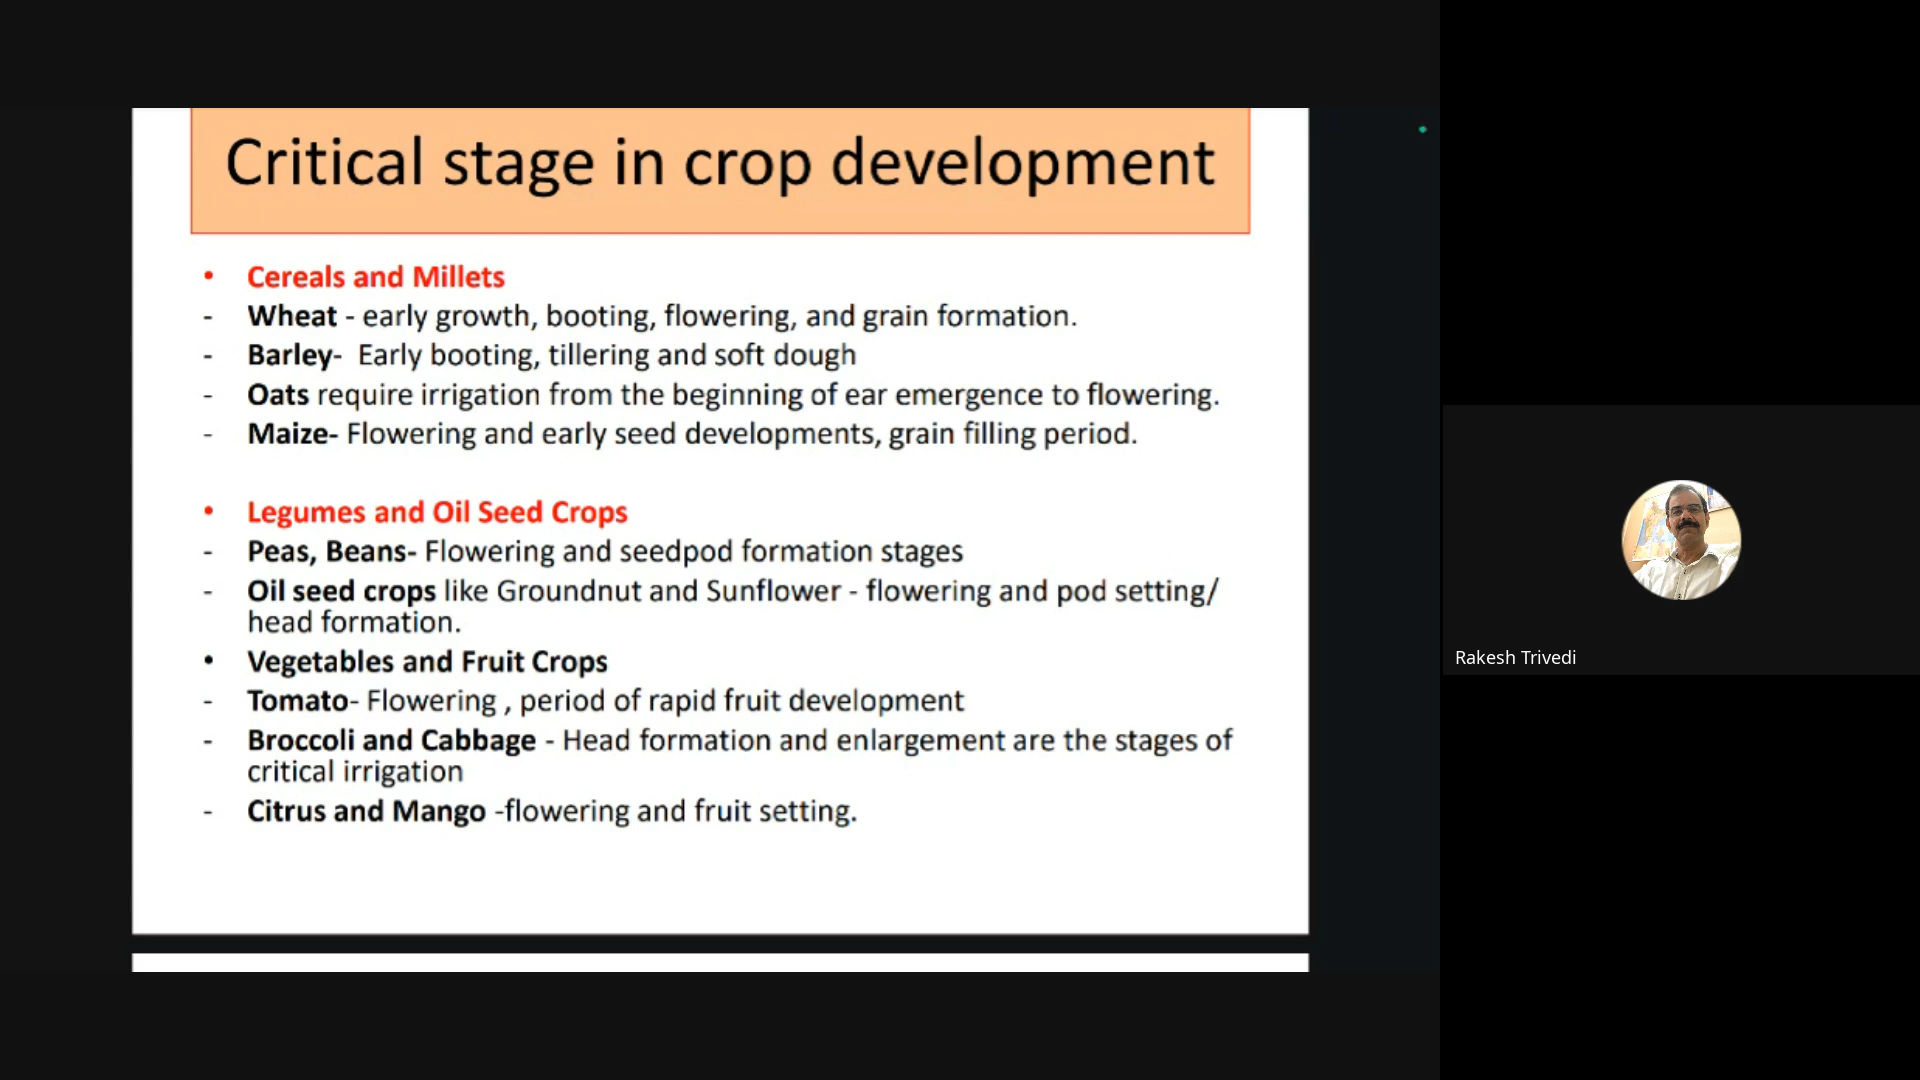 Critical stage in crop development
• Cereals and Millets
- Wheat - early growth, booting, flowering, and grain formation.
- Barley- Early booting, tillering and soft dough
- Oats require irrigation from the beginning of ear emergence to flowering.
- Maize- Flowering and early seed developments, grain filling period.
• Legumes and Oil Seed Crops
- Peas, Beans- Flowering and seedpod formation stages
- Oil seed crops like Groundnut and Sunflower - flowering and pod setting/
head formation.
• Vegetables and Fruit Crops
- Tomato- Flowering , period of rapid fruit development
- Broccoli and Cabbage - Head formation and enlargement are the stages of
critical irrigation
- Citrus and Mango -flowering and fruit setting.
Rakesh Trivedi